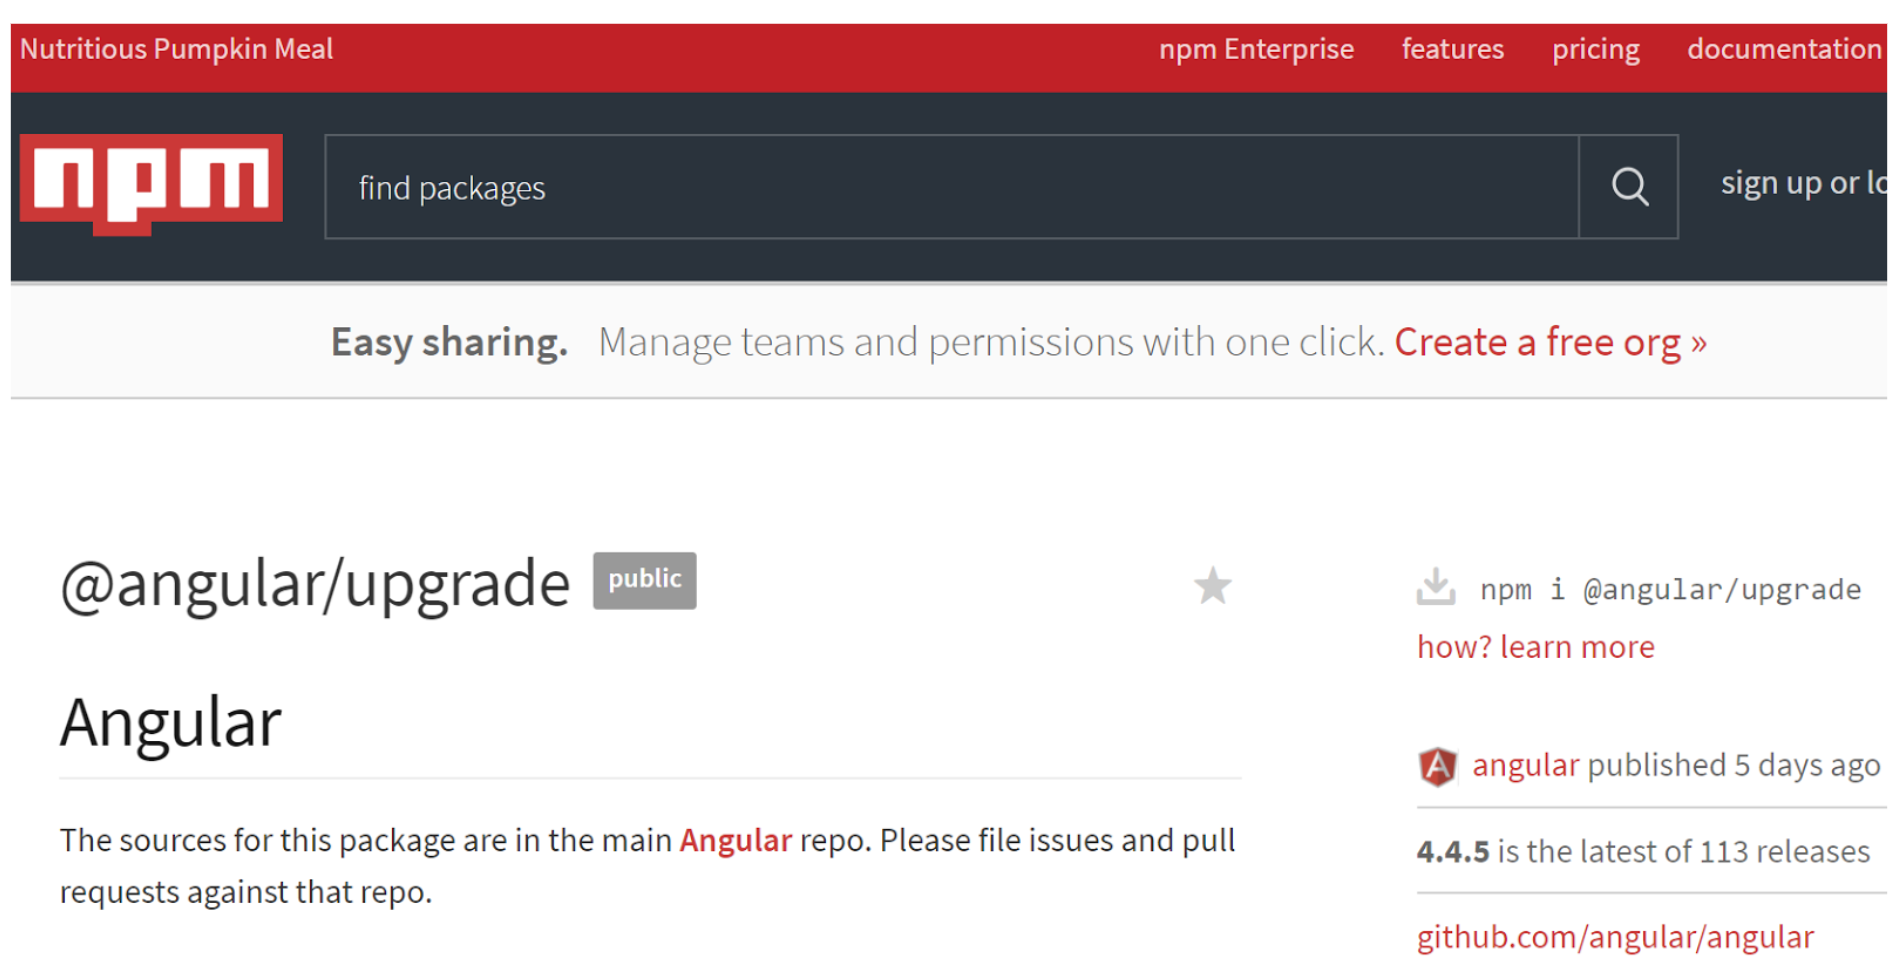 Nutritious Pumpkin Meal
npm Enterprise features pricing documentation
npm
find packages
sign up or lo
Easy sharing. Manage teams and permissions with one click. Create a free org »
@angular/upgrade public
npm i @angular/upgrade
how? learn more
Angular
angular published 5 days ago
The sources for this package are in the main Angular repo. Please file issues and pull
requests against that repo.
4.4.5 is the latest of 113 releases
github.com/angular/angular